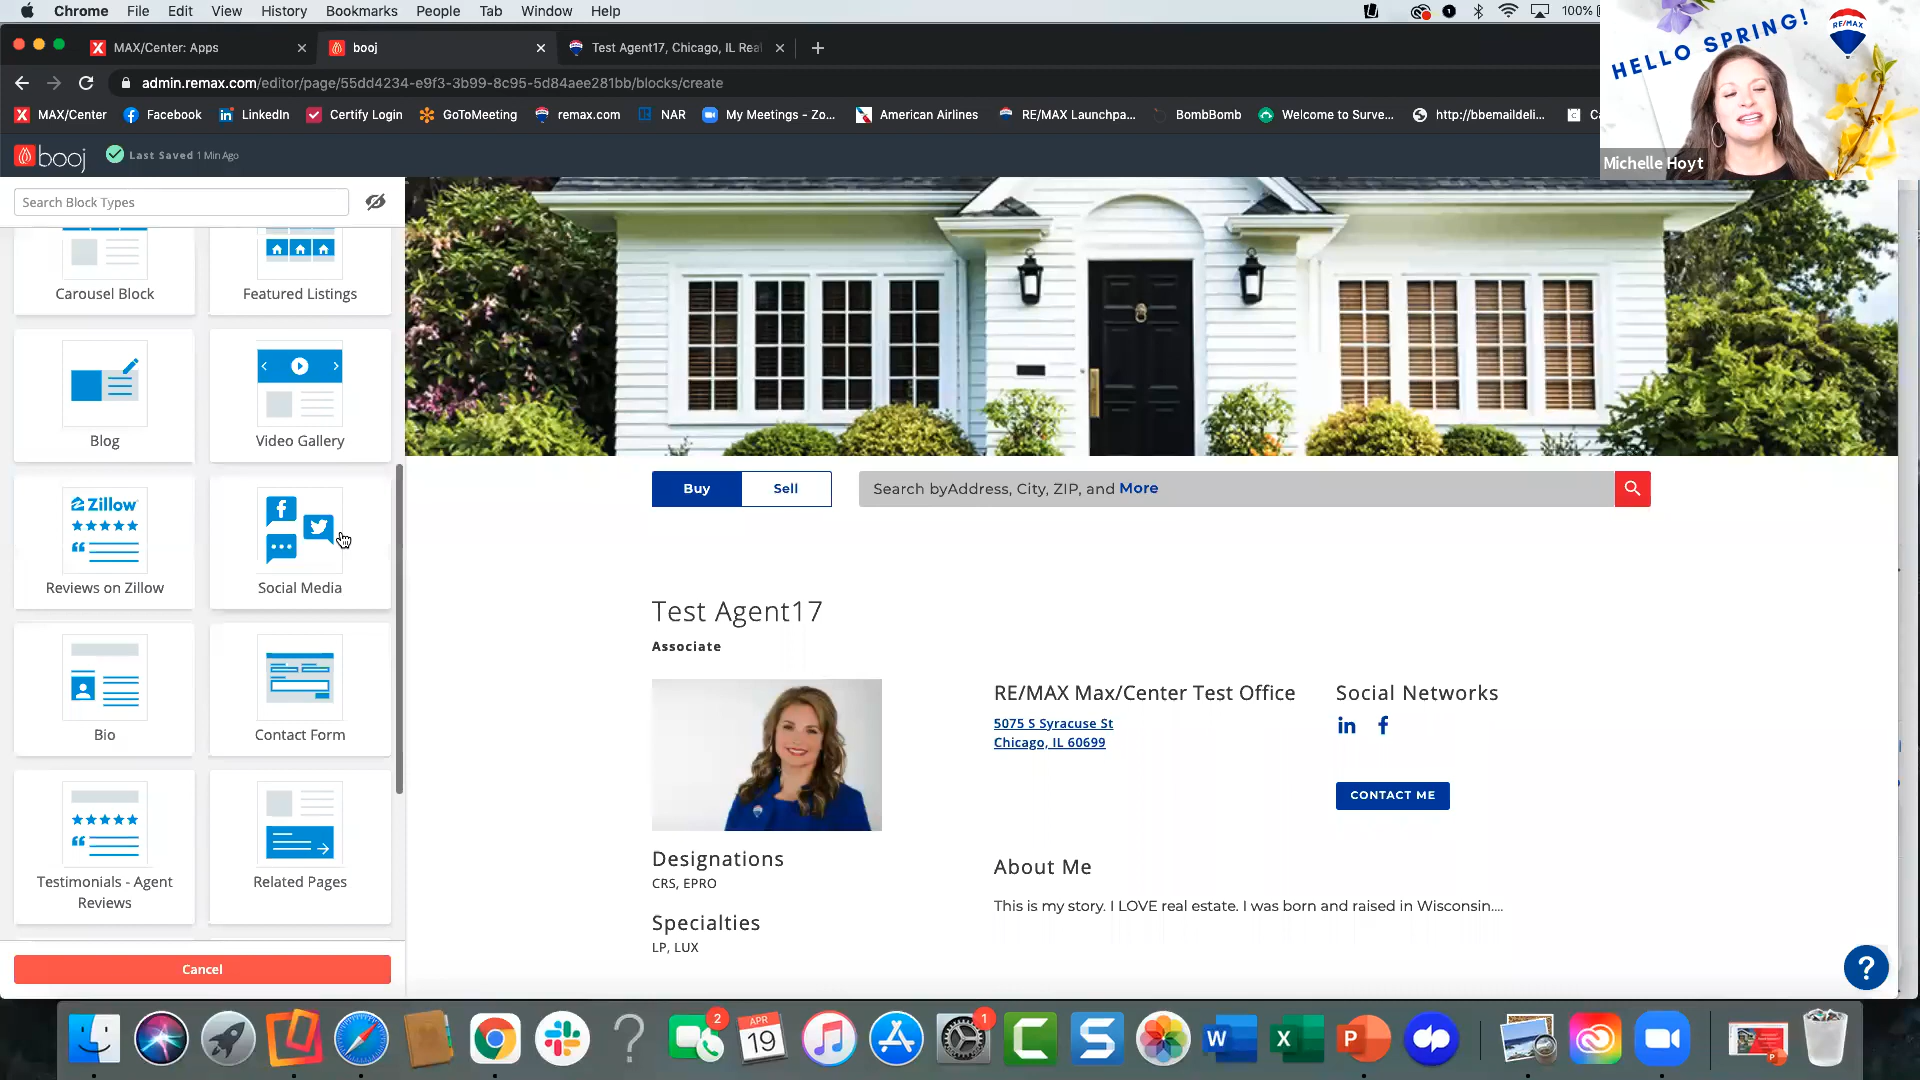 Chrome File Edit View History Bookmarks People Tab Window Help 100%
MAX/Center: Apps booj Test Agent17, Chicago, IL Rea
admin.remax.com/editor/page/55dd4234-e9f3-3b99-8c95-5d84aee281bb/blocks/create
MAX/Center Facebook LinkedIn Certify Login GoToMeeting remax.com NAR My Meetings - Zo... American Airlines RE/MAX Launchpa... BombBomb Welcome to Surve... http://bbemaildeli...
HELLO SPRING!
RE/MAX
Michelle Hoyt
booj Last Saved 1 Min Ago
Search Block Types
Carousel Block
Featured Listings
Blog
Video Gallery
Zillow
Reviews on Zillow
Social Media
Bio
Contact Form
Testimonials - Agent
Reviews
Related Pages
Cancel
Buy Sell Search byAddress, City, ZIP, and More
Test Agent17
Associate
RE/MAX Max/Center Test Office
5075 S Syracuse St
Chicago, IL 60699
Social Networks
in f
CONTACT ME
Designations
CRS, EPRO
Specialties
LP, LUX
About Me
This is my story. I LOVE real estate. I was born and raised in Wisconsin....
?
2
APR
19
1